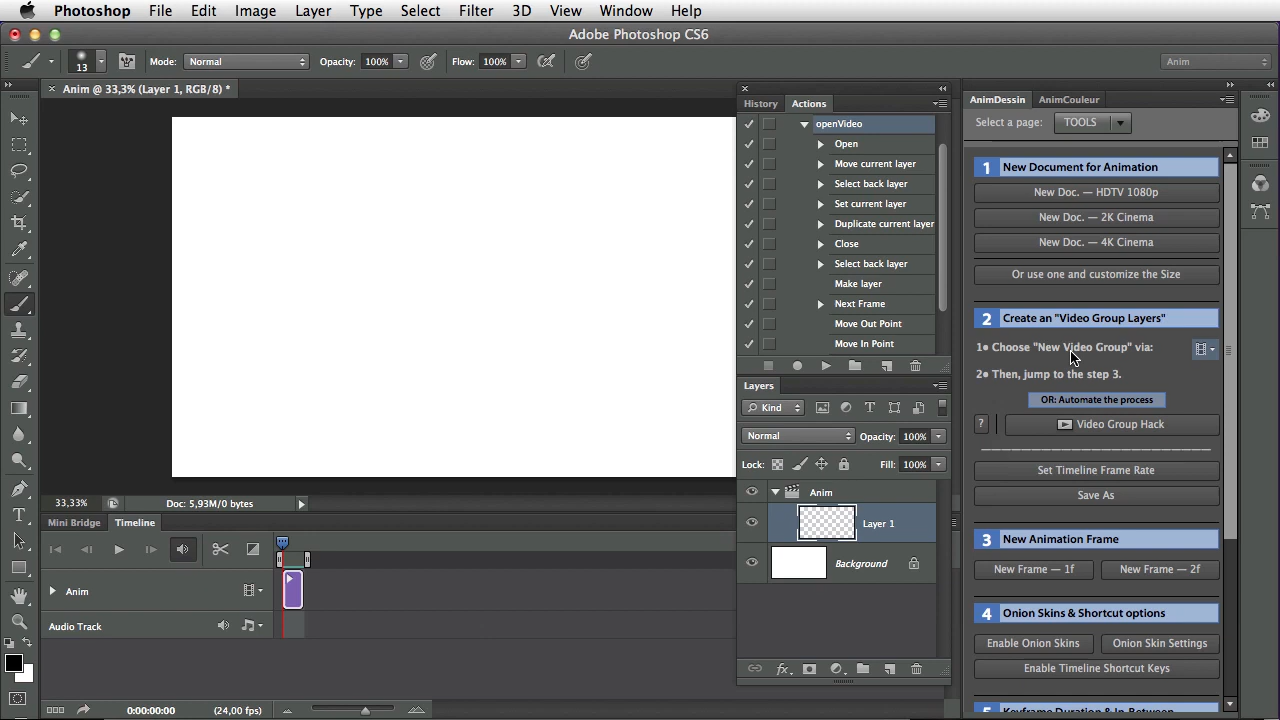 Photoshop File Edit Image Layer Type Select Filter 3D View Window Help
Adobe Photoshop CS6
13 Mode: Normal Opacity: 100% Flow: 100% Anim
Anim @ 33,3% (Layer 1, RGB/8) *
History Actions
openVideo
Open
Move current layer
Select back layer
Set current layer
Duplicate current layer
Close
Select back layer
Make layer
Next Frame
Move Out Point
Move In Point
Layers
Kind
Normal Opacity: 100%
Lock: Fill: 100%
Anim
Layer 1
Background
33,33% Doc: 5,93M/0 bytes
Mini Bridge Timeline
Anim
Audio Track
0:00:00:00 (24,00 fps)
AnimDessin AnimCouleur
Select a page: TOOLS
1 New Document for Animation
New Doc. — HDTV 1080p
New Doc. — 2K Cinema
New Doc. — 4K Cinema
Or use one and customize the Size
2 Create an "Video Group Layers"
1● Choose "New Video Group" via:
2● Then, jump to the step 3.
OR: Automate the process
? Video Group Hack
Set Timeline Frame Rate
Save As
3 New Animation Frame
New Frame — 1f New Frame — 2f
4 Onion Skins & Shortcut options
Enable Onion Skins Onion Skin Settings
Enable Timeline Shortcut Keys
5 Keyframe Duration & In-Between